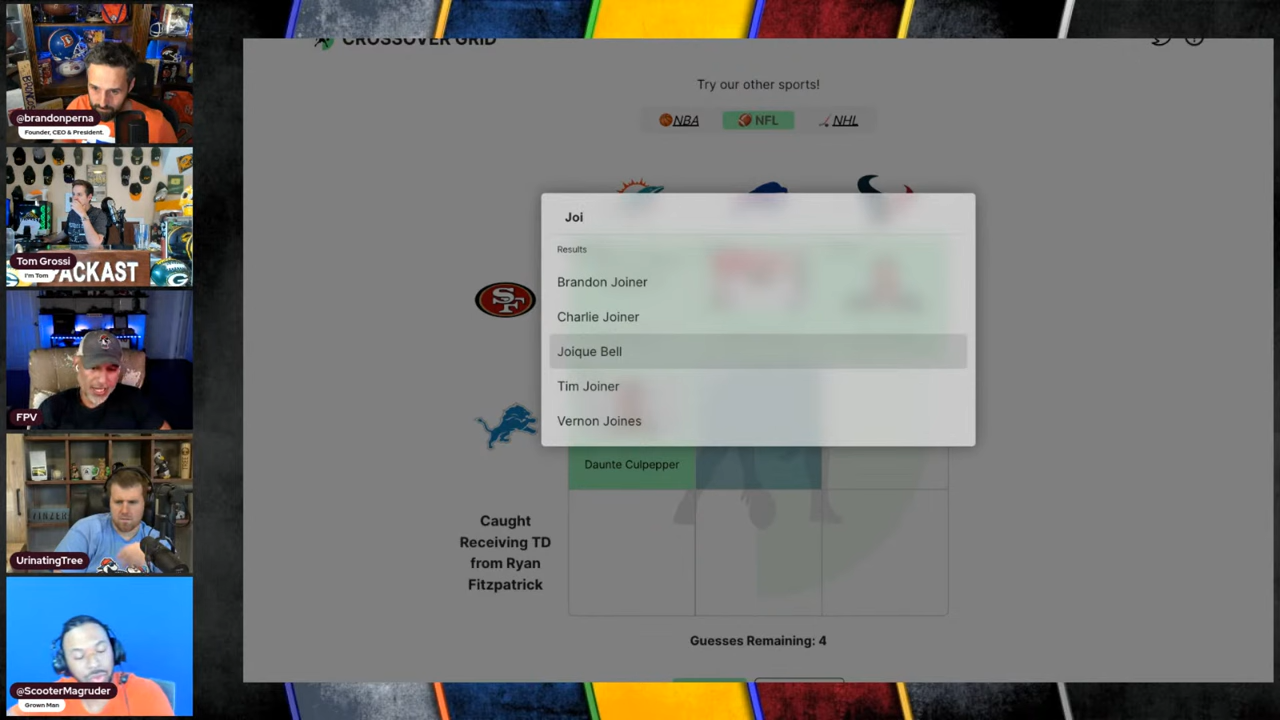 @brandonperna
Founder, CEO & President.
Tom Grossi
I'm Tom
PACKAST
FPV
UrinatingTree
@ScooterMagruder
Grown Man
CROSSOVER GRID
Try our other sports!
NBA
NFL
NHL
Joi
Results
Brandon Joiner
Charlie Joiner
Joique Bell
Tim Joiner
Vernon Joines
Daunte Culpepper
Caught
Receiving TD
from Ryan
Fitzpatrick
Guesses Remaining: 4